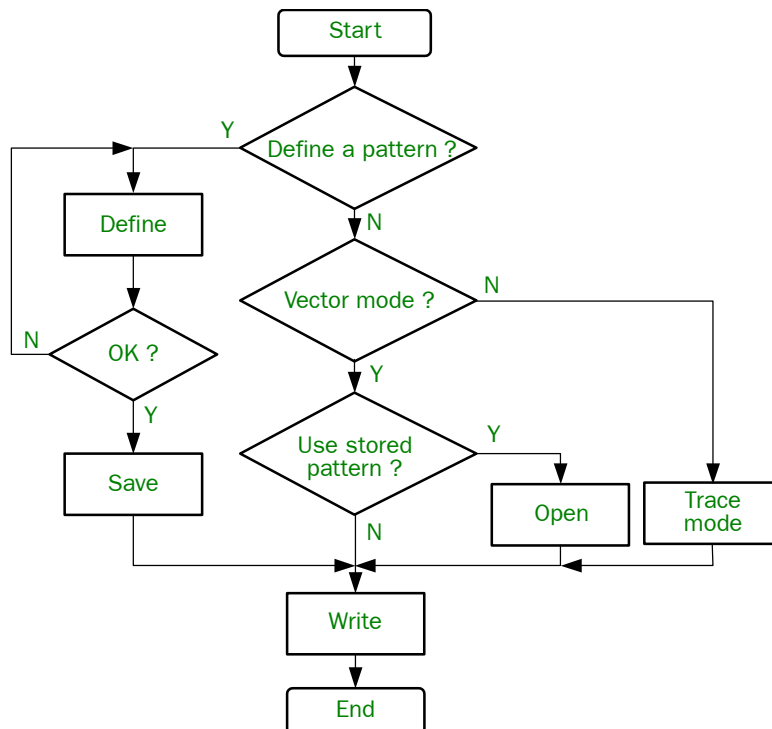 Start
Y
Define a pattern ?
N
Define
Vector mode ?
N
N
OK ?
Y
Y
Use stored
pattern ?
Y
Save
Open
Trace
mode
N
Write
End